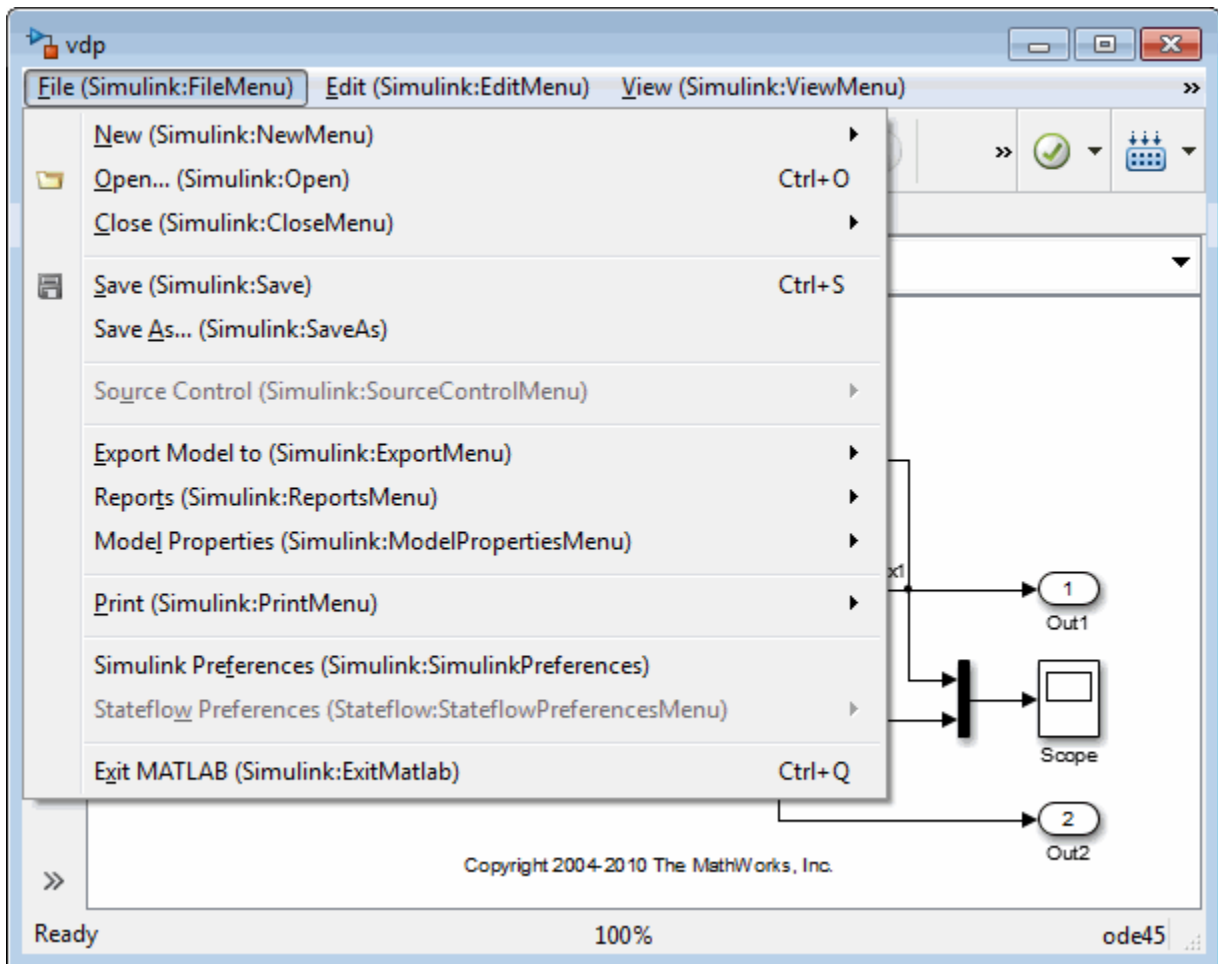 vdp
File (Simulink:FileMenu) Edit (Simulink:EditMenu) View (Simulink:ViewMenu) »
New (Simulink:NewMenu)
»
Open... (Simulink:Open) Ctrl+O
Close (Simulink:CloseMenu)
Save (Simulink:Save) Ctrl+S
Save As... (Simulink:SaveAs)
Source Control (Simulink:SourceControlMenu)
Export Model to (Simulink:ExportMenu)
Reports (Simulink:ReportsMenu)
Model Properties (Simulink:ModelPropertiesMenu)
Print (Simulink:PrintMenu)
Simulink Preferences (Simulink:SimulinkPreferences)
Stateflow Preferences (Stateflow:StateflowPreferencesMenu)
Exit MATLAB (Simulink:ExitMatlab) Ctrl+Q
x1
1
Out1
Scope
2
Out2
Copyright 2004-2010 The MathWorks, Inc.
»
Ready 100% ode45